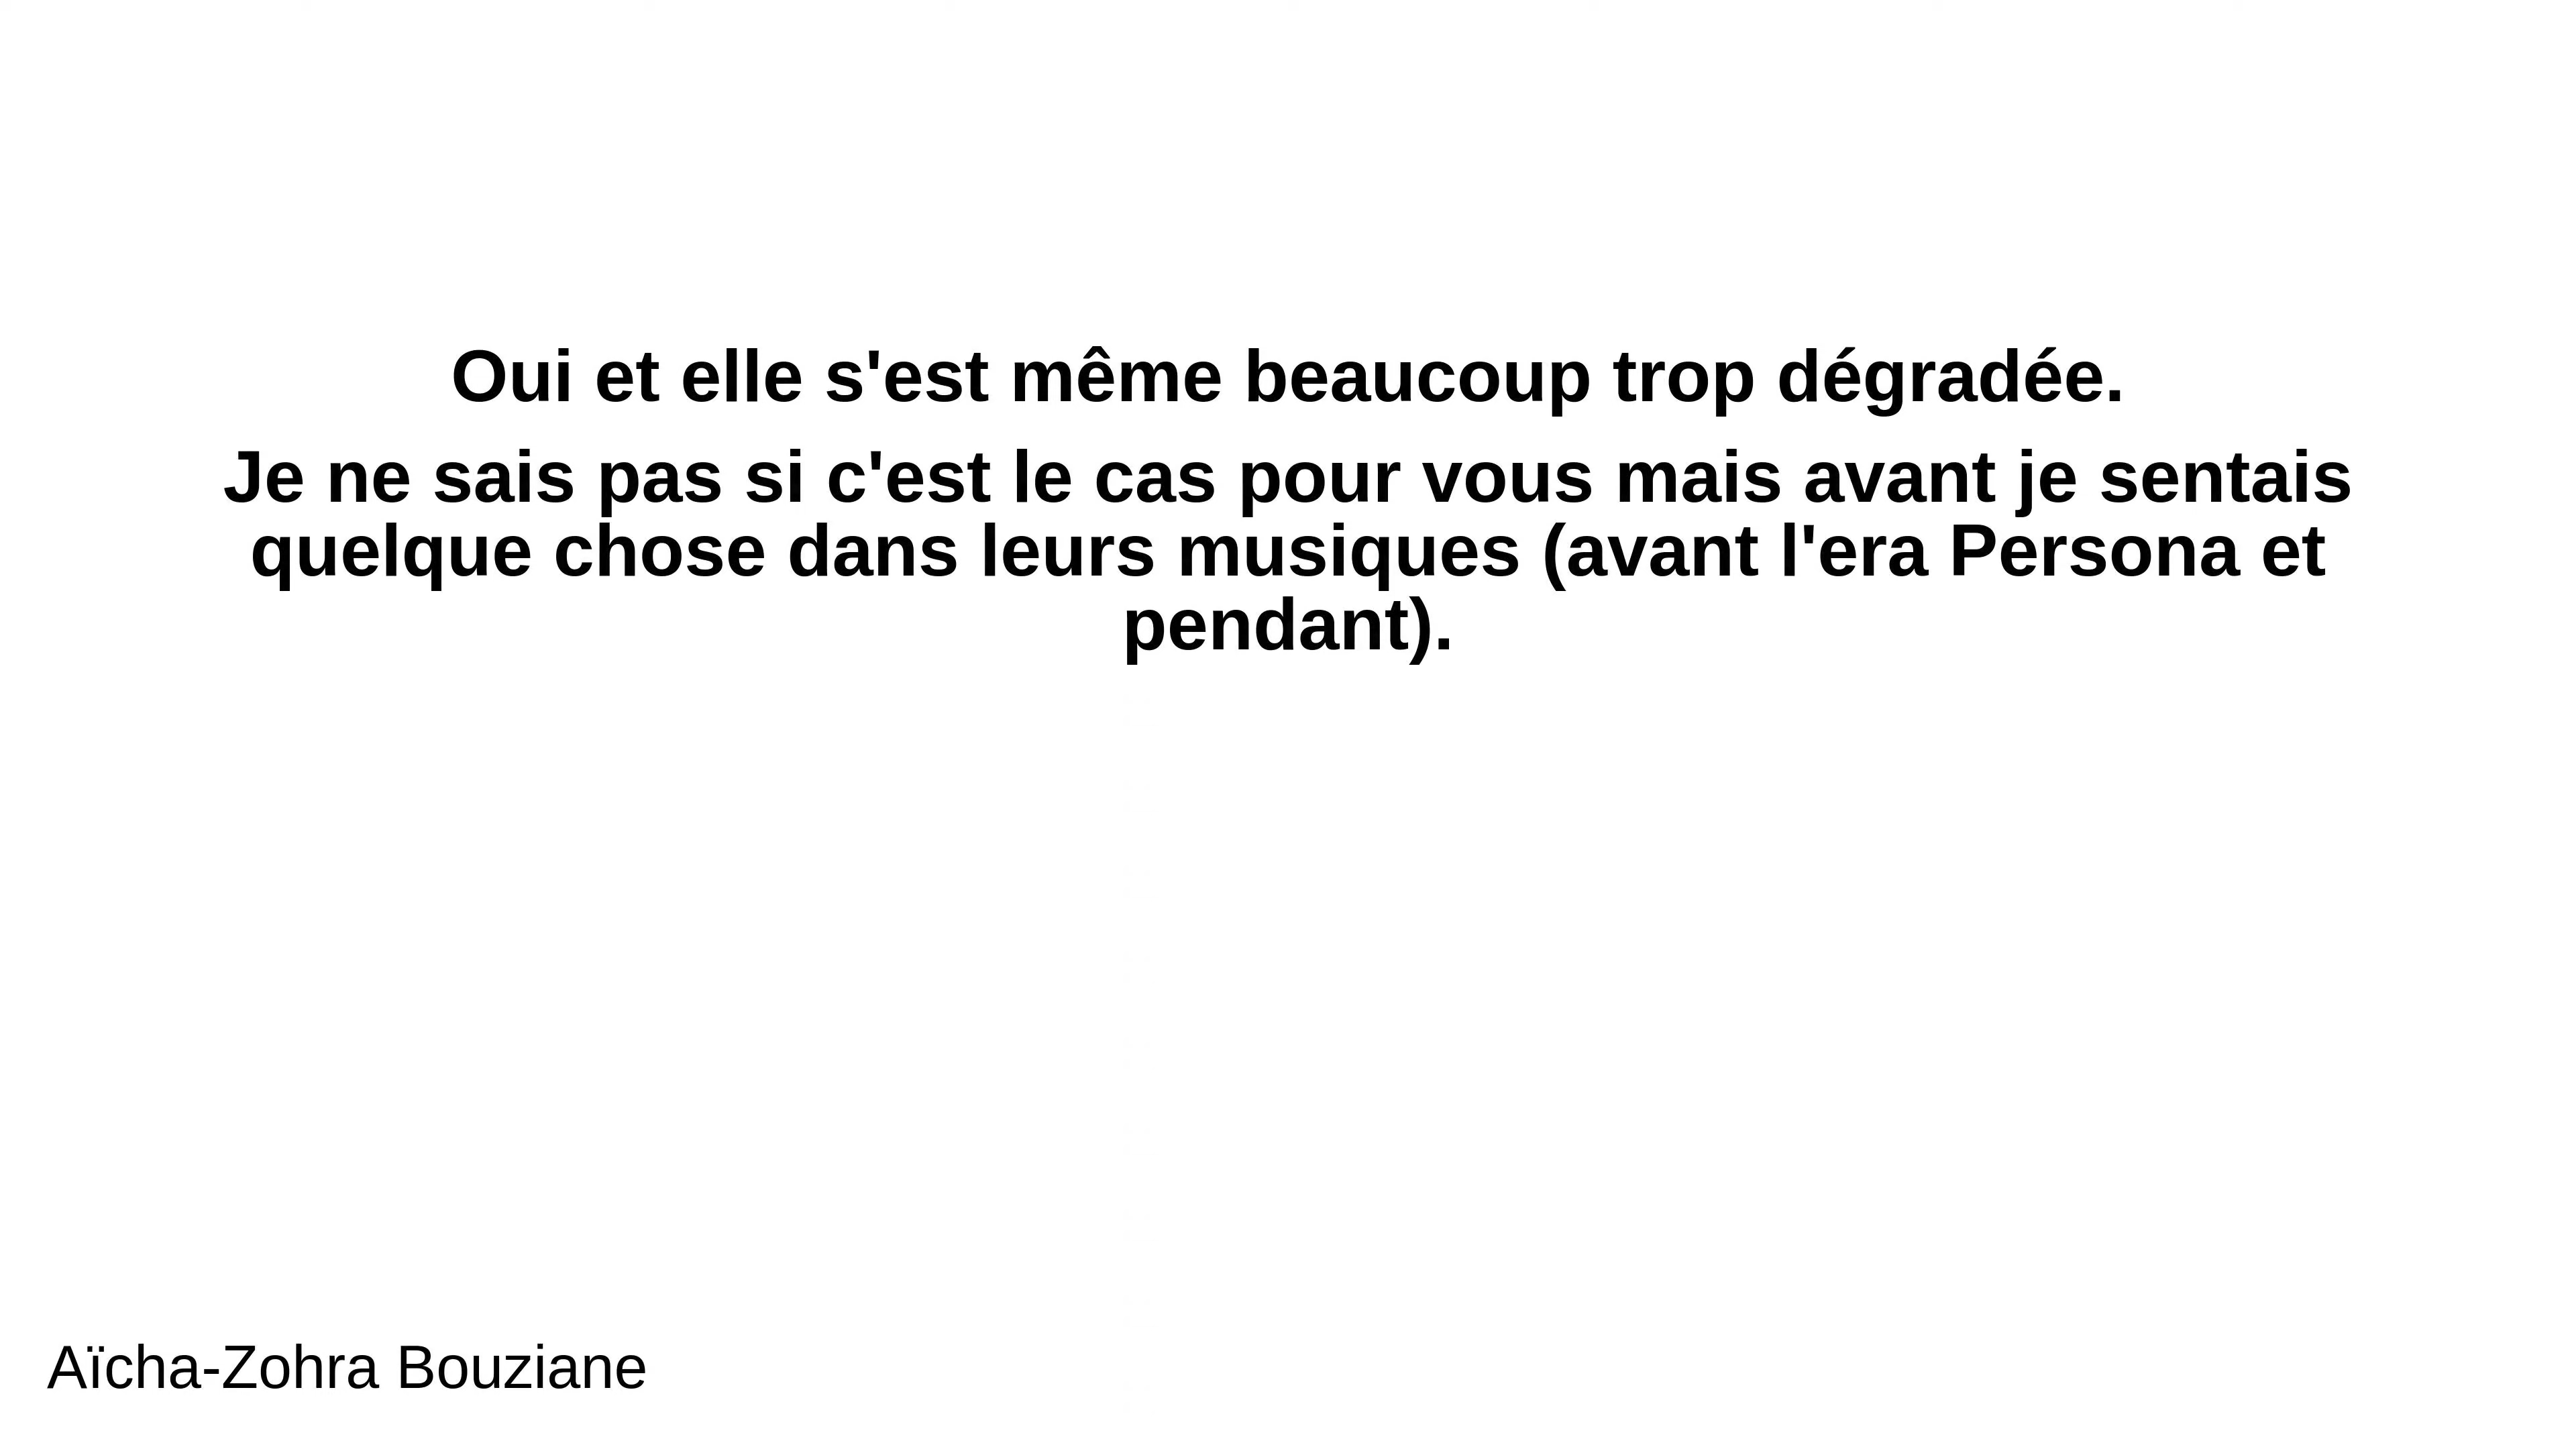 Oui et elle s'est même beaucoup trop dégradée.
Je ne sais pas si c'est le cas pour vous mais avant je sentais
quelque chose dans leurs musiques (avant l'era Persona et
pendant).
Aïcha-Zohra Bouziane